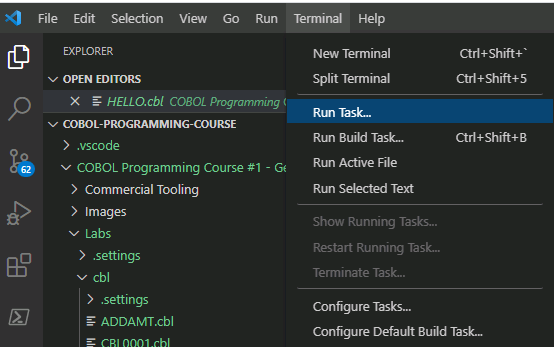 File Edit Selection View Go Run Terminal Help
EXPLORER
OPEN EDITORS
HELLO.cbl COBOL Programming C
COBOL-PROGRAMMING-COURSE
.vscode
COBOL Programming Course #1 - Ge
Commercial Tooling
Images
Labs
.settings
cbl
.settings
ADDAMT.cbl
CBL0001.cbl
62
New Terminal Ctrl+Shift+`
Split Terminal Ctrl+Shift+5
Run Task...
Run Build Task... Ctrl+Shift+B
Run Active File
Run Selected Text
Show Running Tasks...
Restart Running Task...
Terminate Task...
Configure Tasks...
Configure Default Build Task...